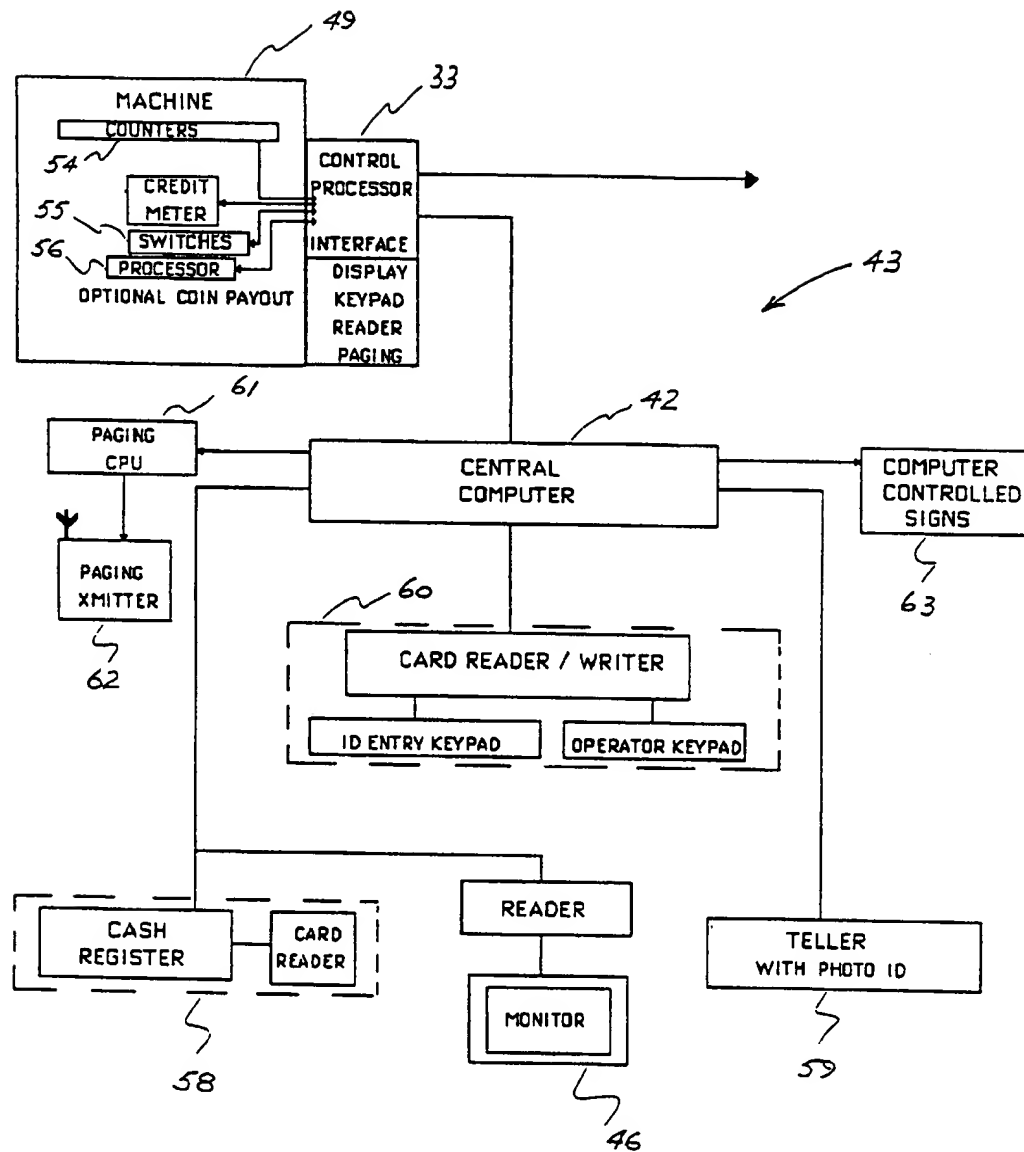 49
MACHINE
COUNTERS
54
CREDIT
METER
55
SWITCHES
56
PROCESSOR
OPTIONAL COIN PAYOUT
33
CONTROL
PROCESSOR
INTERFACE
DISPLAY
KEYPAD
READER
PAGING
43
61
PAGING
CPU
42
CENTRAL
COMPUTER
COMPUTER
CONTROLLED
SIGNS
63
PAGING
XMITTER
62
60
CARD READER / WRITER
ID ENTRY KEYPAD
OPERATOR KEYPAD
CASH
REGISTER
CARD
READER
58
READER
MONITOR
46
TELLER
WITH PHOTO ID
59